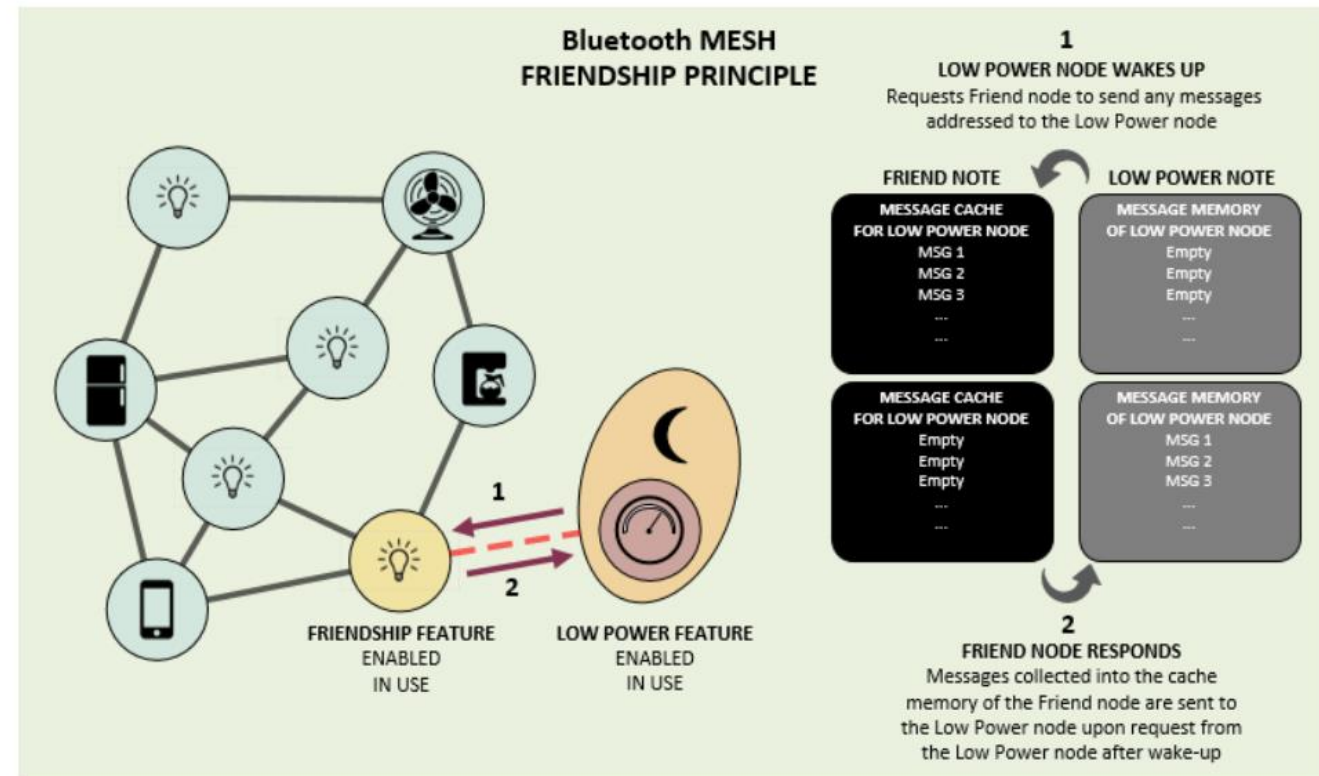 Bluetooth MESH
FRIENDSHIP PRINCIPLE
1
LOW POWER NODE WAKES UP
Requests Friend node to send any messages
addressed to the Low Power node
FRIEND NOTE
LOW POWER NOTE
MESSAGE CACHE
FOR LOW POWER NODE
MSG 1
MSG 2
MSG 3
...
...
MESSAGE MEMORY
OF LOW POWER NODE
Empty
Empty
Empty
...
...
MESSAGE CACHE
FOR LOW POWER NODE
Empty
Empty
Empty
...
...
MESSAGE MEMORY
OF LOW POWER NODE
MSG 1
MSG 2
MSG 3
...
...
1
2
FRIENDSHIP FEATURE
ENABLED
IN USE
LOW POWER FEATURE
ENABLED
IN USE
2
FRIEND NODE RESPONDS
Messages collected into the cache
memory of the Friend node are sent to
the Low Power node upon request from
the Low Power node after wake-up